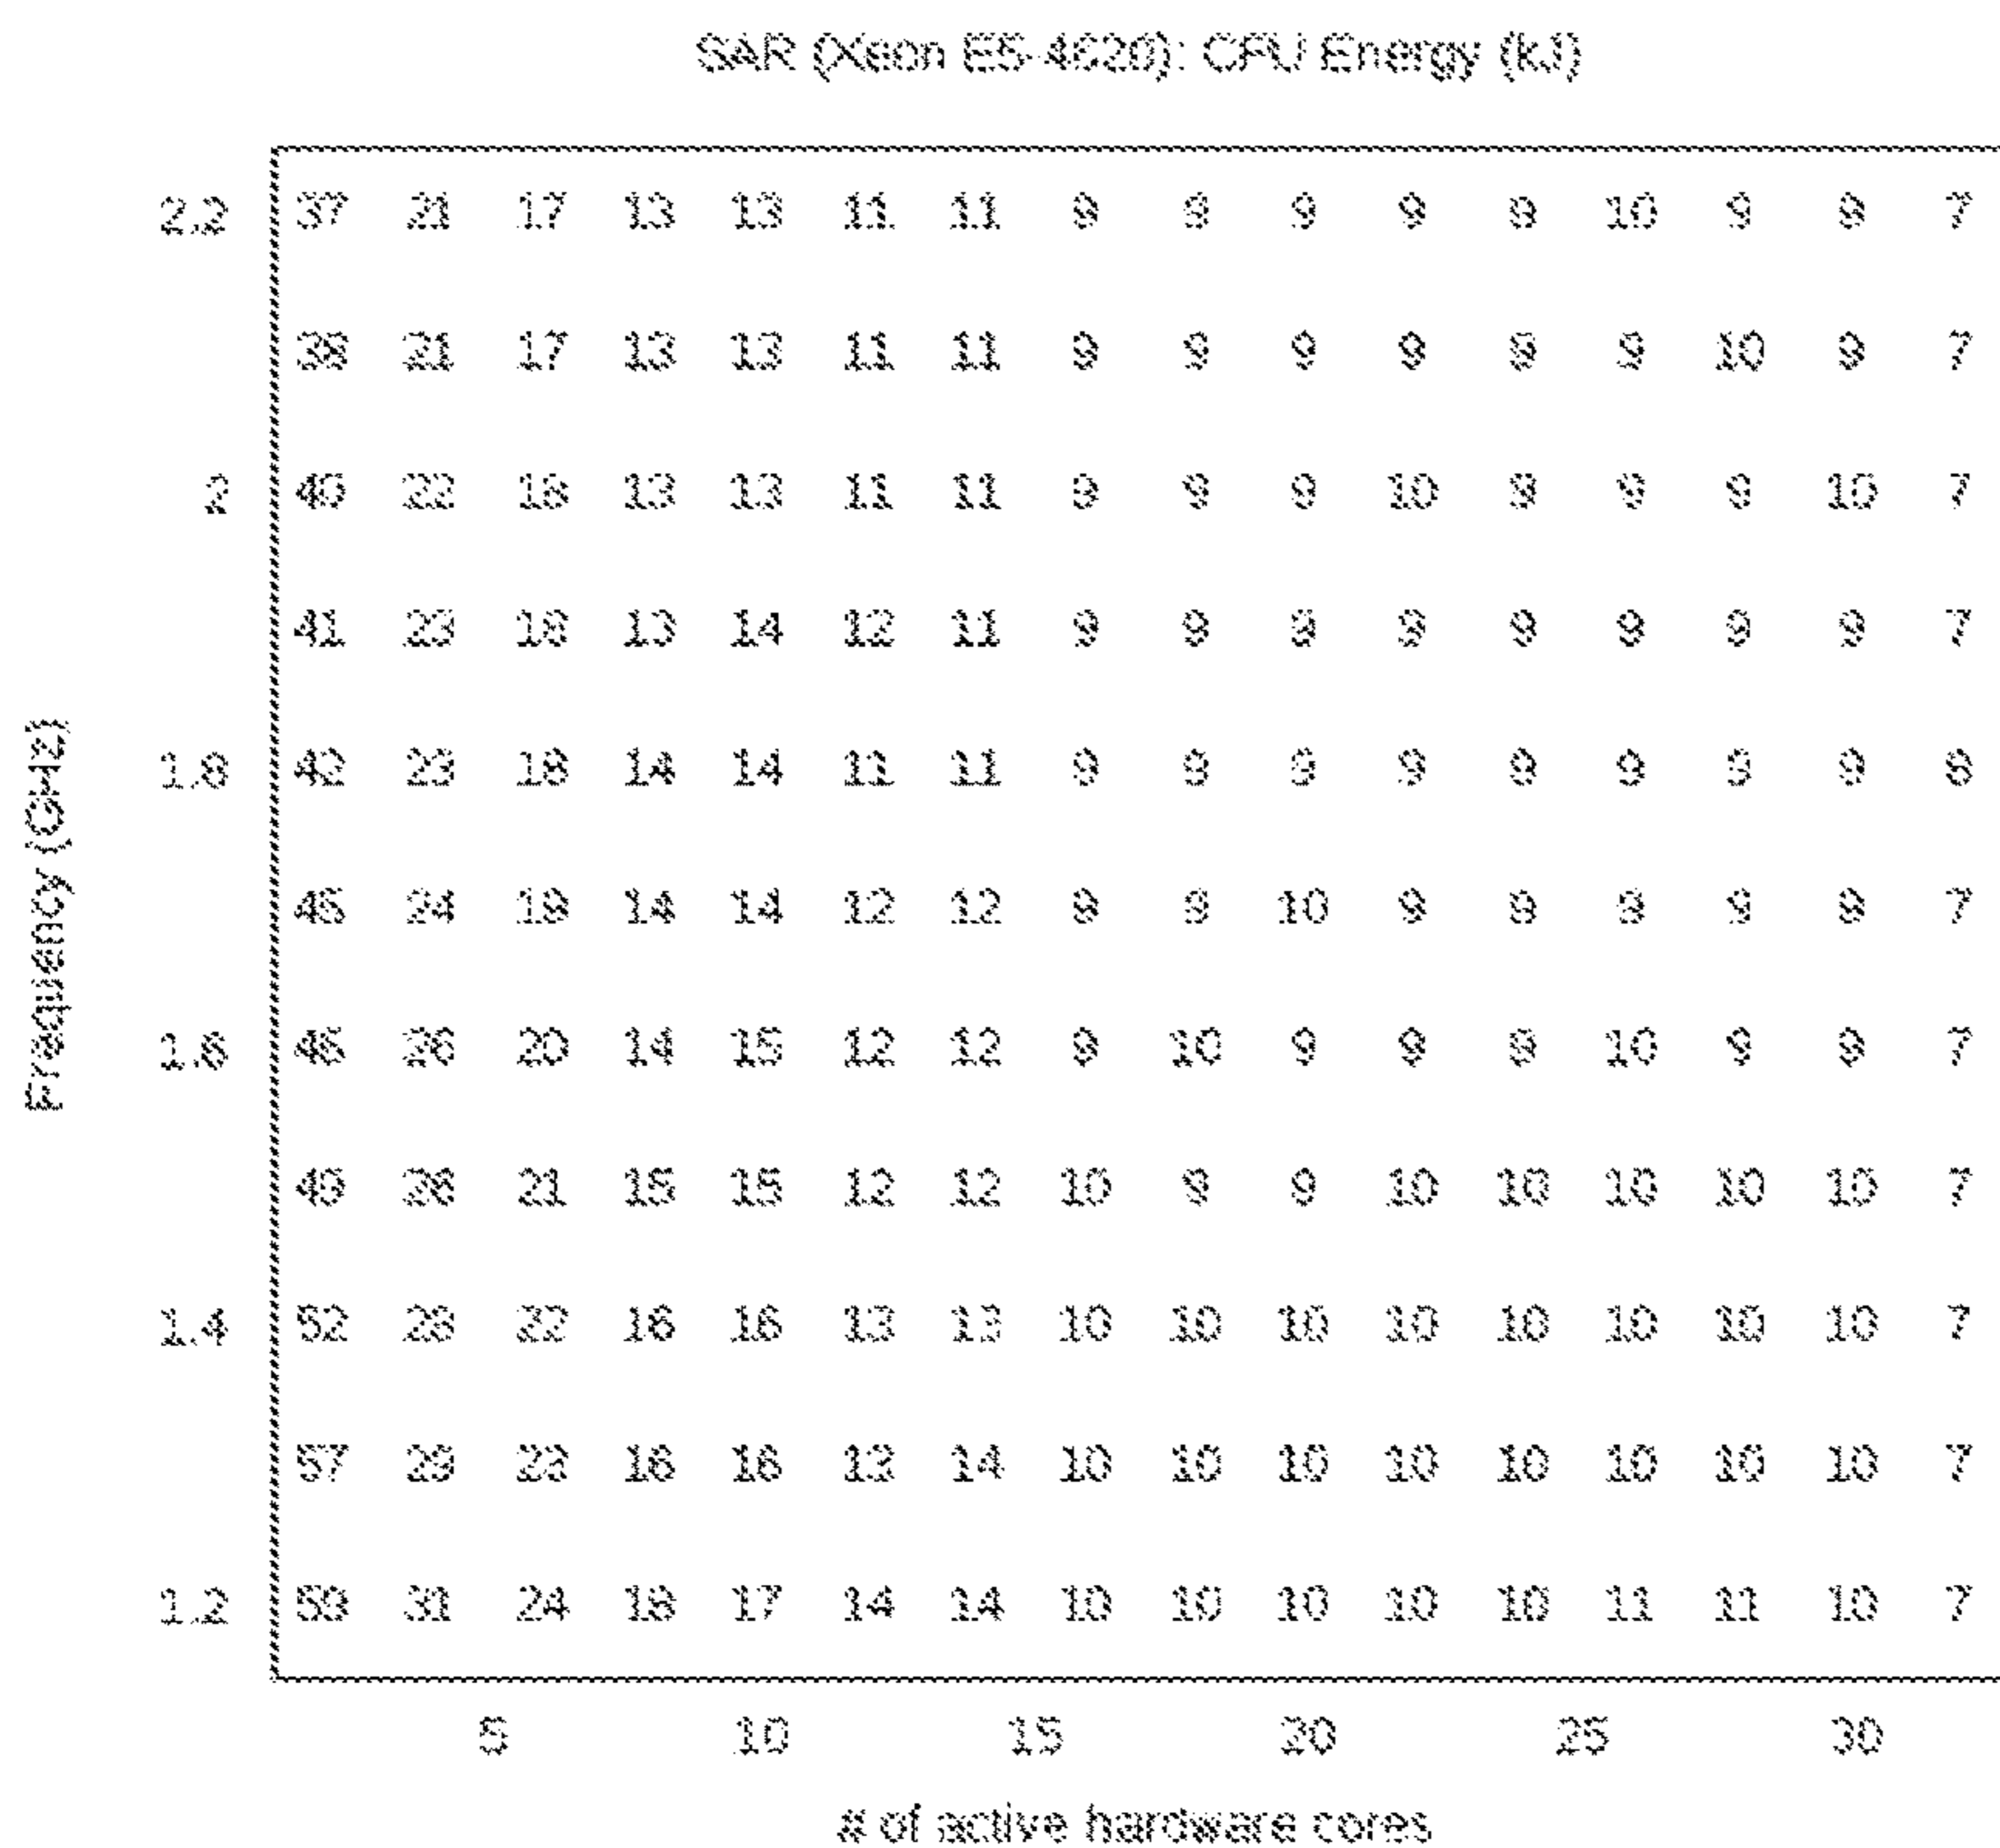 SAR (Xeon E5-4620): CPU Energy (kJ)
Frequency (GHz)
2.2 37 21 17 13 13 11 11 9 9 9 9 9 10 9 9 7
38 21 17 13 13 11 11 9 9 9 9 9 9 10 9 7
2 40 22 18 13 13 11 11 9 9 9 10 9 9 9 10 7
41 23 18 13 14 12 11 9 9 9 9 9 9 9 9 7
1.8 42 23 18 14 14 11 11 9 9 9 9 9 9 9 9
45 24 19 14 14 12 12 9 9 10 9 9 9 9 9 7
1.6 26 20 14 15 12 12 9 10 9 9 9 10 9 9 7
21 15 15 12 12 10 9 9 10 10 10 10 10 7
1.4 52 28 22 16 16 13 13 10 10 10 10 10 10 10 10 7
57 29 23 16 16 13 14 10 10 10 10 10 10 10 10 7
1.2 59 31 24 18 17 14 14 10 10 10 10 10 11 11 10 7
5 10 15 20 25 30
# of active hardware cores